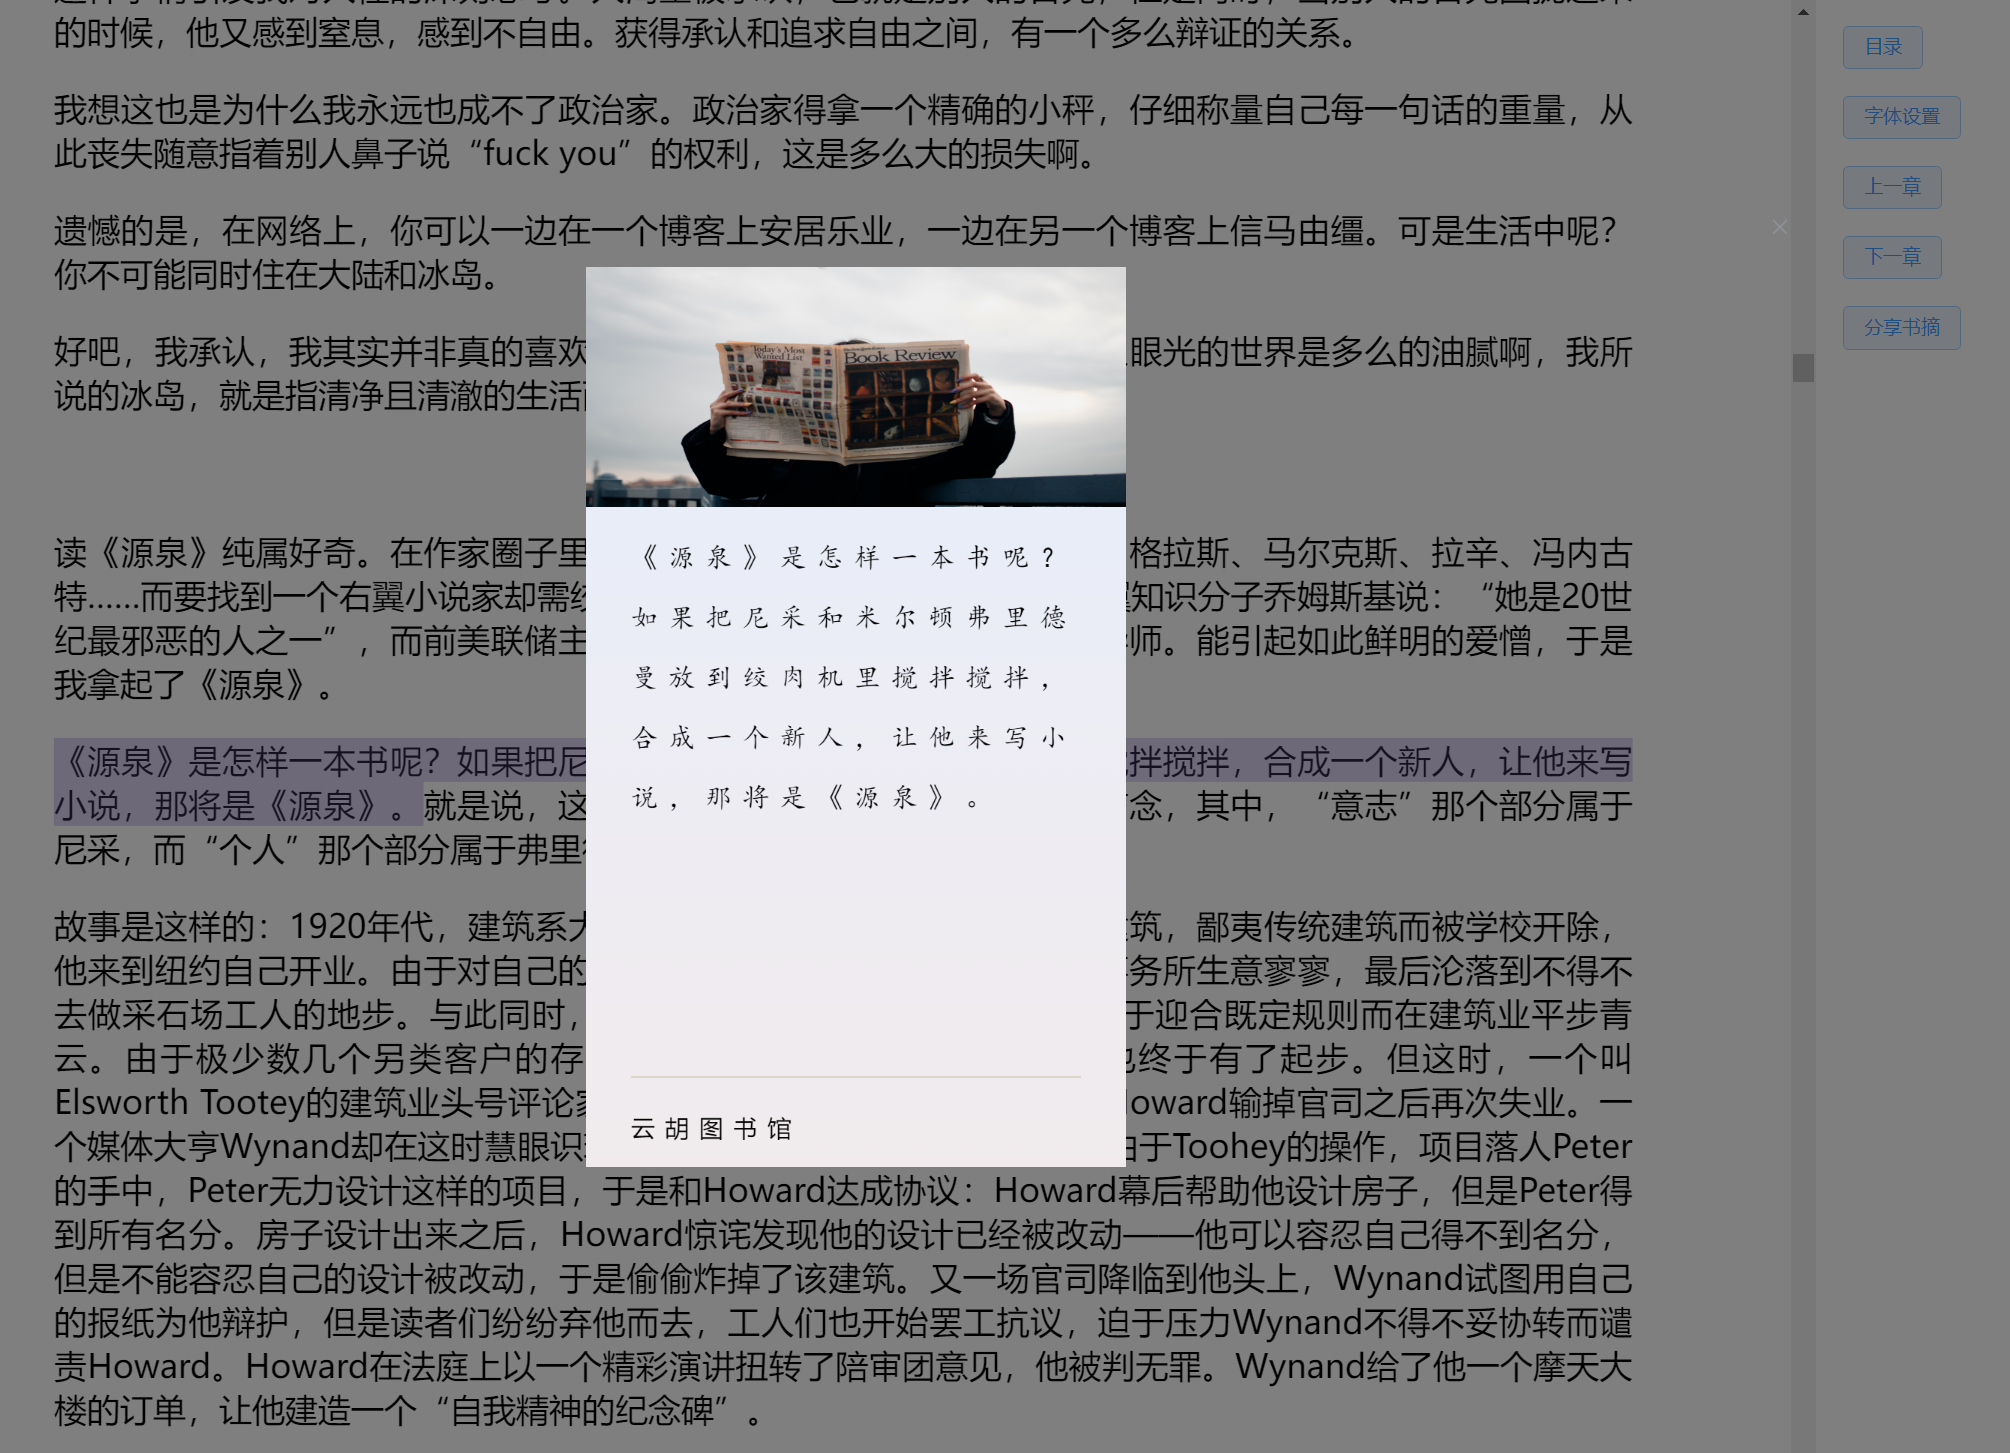 的时候，他又感到窒息，感到不自由。获得承认和追求自由之间，有一个多么辩证的关系。
我想这也是为什么我永远也成不了政治家。政治家得拿一个精确的小秤，仔细称量自己每一句话的重量，从
此丧失随意指着别人鼻子说“fuck you”的权利，这是多么大的损失啊。
遗憾的是，在网络上，你可以一边在一个博客上安居乐业，一边在另一个博客上信马由缰。可是生活中呢？
你不可能同时住在大陆和冰岛。
好吧，我承认，我其实并非真的喜欢
眼光的世界是多么的油腻啊，我所
说的冰岛，就是指清净且清澈的生活
读《源泉》纯属好奇。在作家圈子里
格拉斯、马尔克斯、拉辛、冯内古
特……而要找到一个右翼小说家却需
知识分子乔姆斯基说：“她是20世
纪最邪恶的人之一”，而前美联储主
师。能引起如此鲜明的爱憎，于是
我拿起了《源泉》。
《源泉》是怎样一本书呢？如果把尼
拌搅拌，合成一个新人，让他来写
小说，那将是《源泉》。就是说，这
念，其中，“意志”那个部分属于
尼采，而“个人”那个部分属于弗里
故事是这样的：1920年代，建筑系
筑，鄙夷传统建筑而被学校开除，
他来到纽约自己开业。由于对自己的
务所生意寥寥，最后沦落到不得不
去做采石场工人的地步。与此同时，
于迎合既定规则而在建筑业平步青
云。由于极少数几个另类客户的存
终于有了起步。但这时，一个叫
Elsworth Tootey的建筑业头号评论
Howard输掉官司之后再次失业。一
个媒体大亨Wynand却在这时慧眼识
由于Toohey的操作，项目落人Peter
的手中，Peter无力设计这样的项目，于是和Howard达成协议：Howard幕后帮助他设计房子，但是Peter得
到所有名分。房子设计出来之后，Howard惊诧发现他的设计已经被改动——他可以容忍自己得不到名分，
但是不能容忍自己的设计被改动，于是偷偷炸掉了该建筑。又一场官司降临到他头上，Wynand试图用自己
的报纸为他辩护，但是读者们纷纷弃他而去，工人们也开始罢工抗议，迫于压力Wynand不得不妥协转而谴
责Howard。Howard在法庭上以一个精彩演讲扭转了陪审团意见，他被判无罪。Wynand给了他一个摩天大
楼的订单，让他建造一个“自我精神的纪念碑”。
Today's Most
Wanted List
Book Review
《源泉》是怎样一本书呢？
如果把尼采和米尔顿弗里德
曼放到绞肉机里搅拌搅拌，
合成一个新人，让他来写小
说，那将是《源泉》。
云胡图书馆
目录
字体设置
上一章
下一章
分享书摘